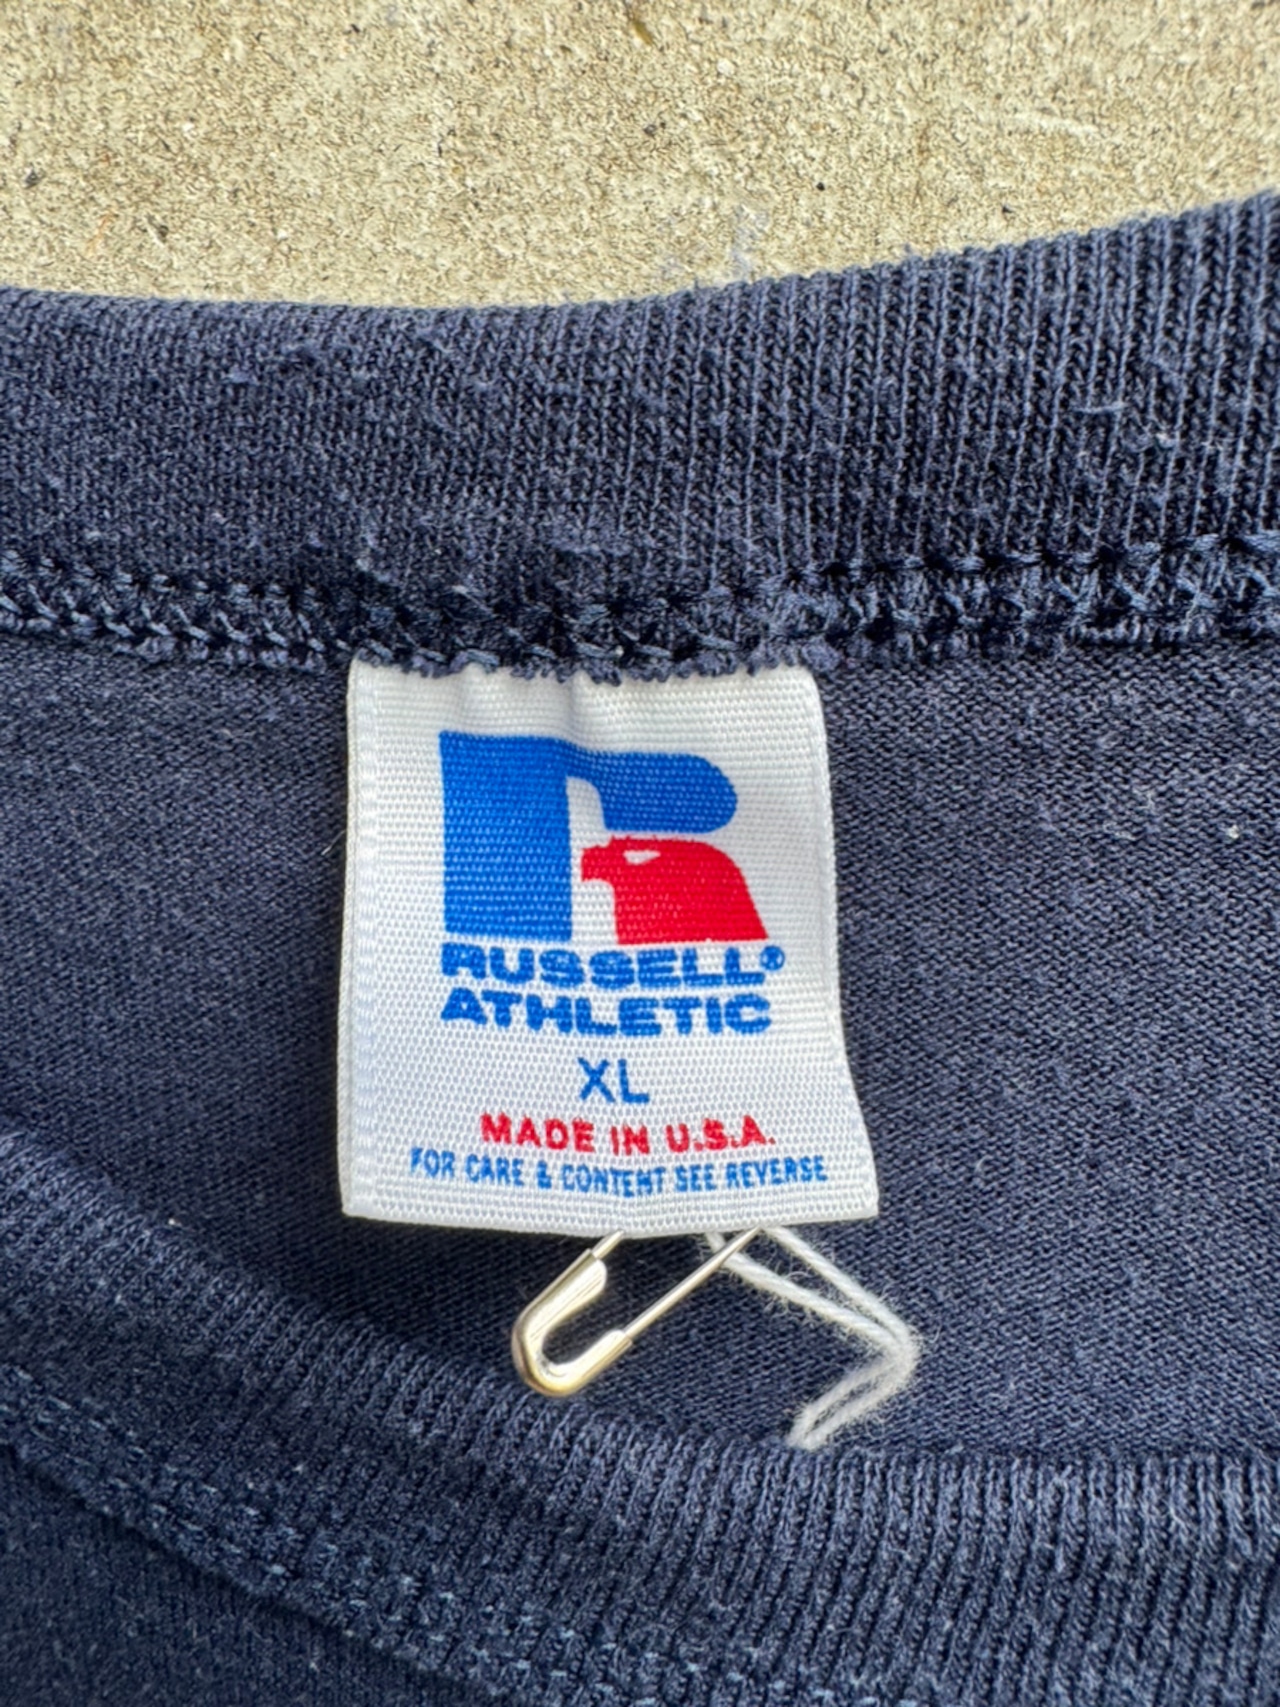 RUSSELL®
ATHLETIC
XL
MADE IN U.S.A.
FOR CARE & CONTENT SEE REVERSE